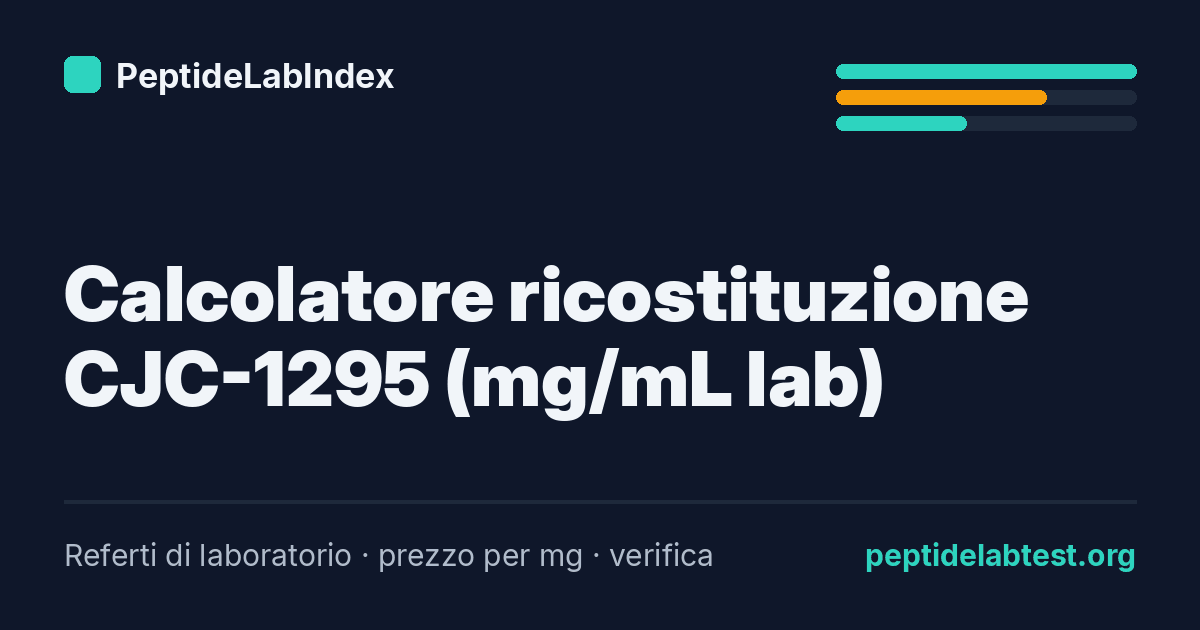 PeptideLabIndex
Calcolatore ricostituzione
CJC-1295 (mg/mL lab)
Referti di laboratorio · prezzo per mg · verifica
peptidelabtest.org